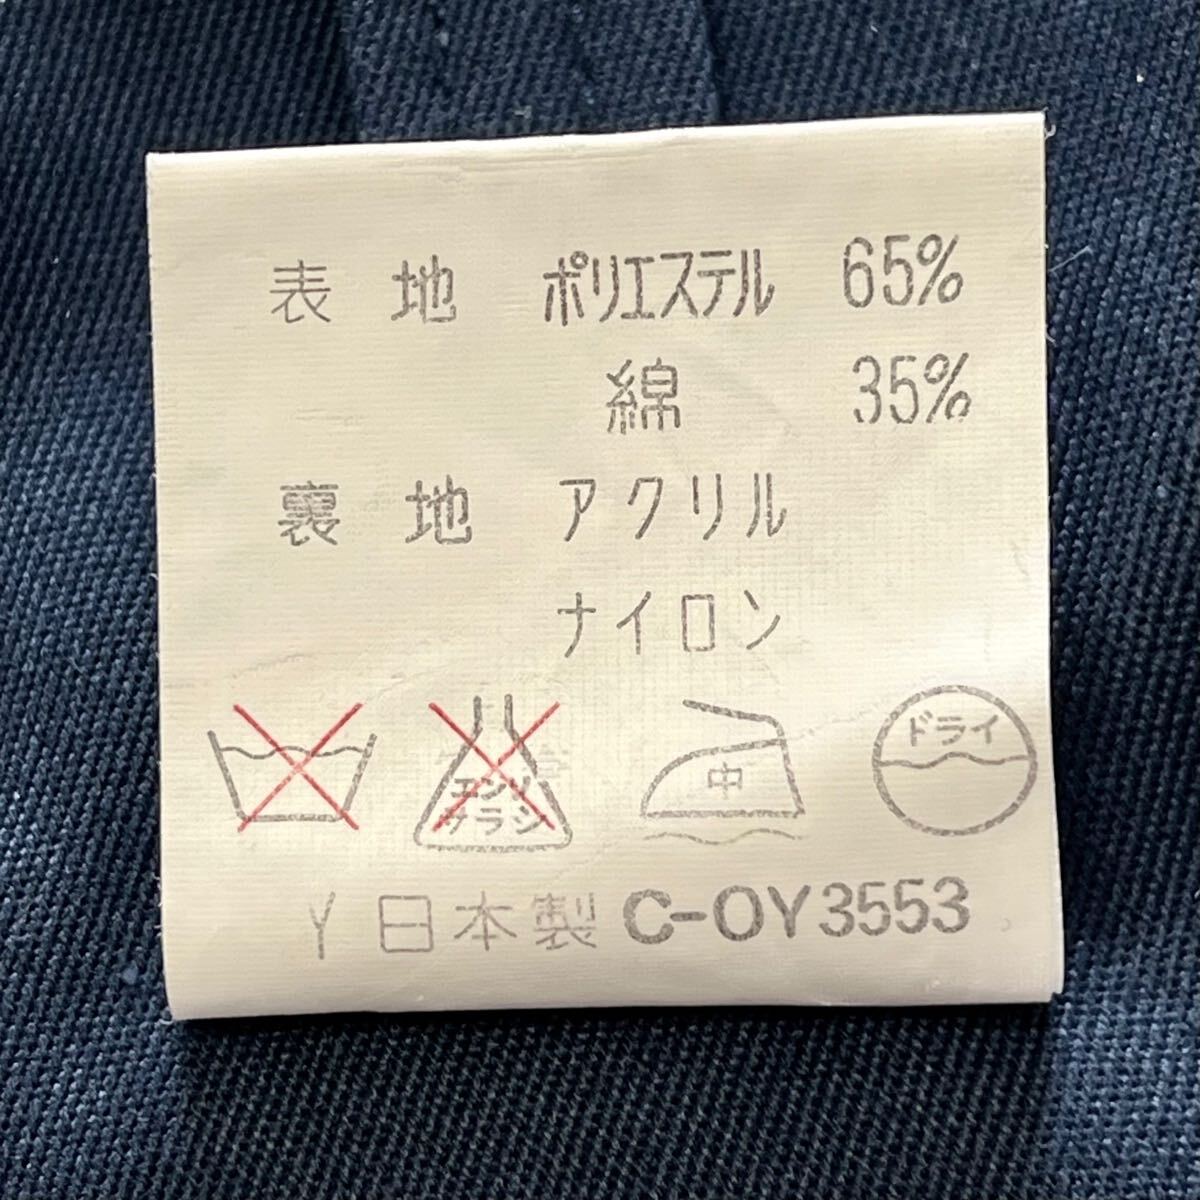 表地 ポリエステル 65%
綿 35%
裏地 アクリル
ナイロン
エンソ
サラシ
中
ドライ
Y 日本製 C-OY3553